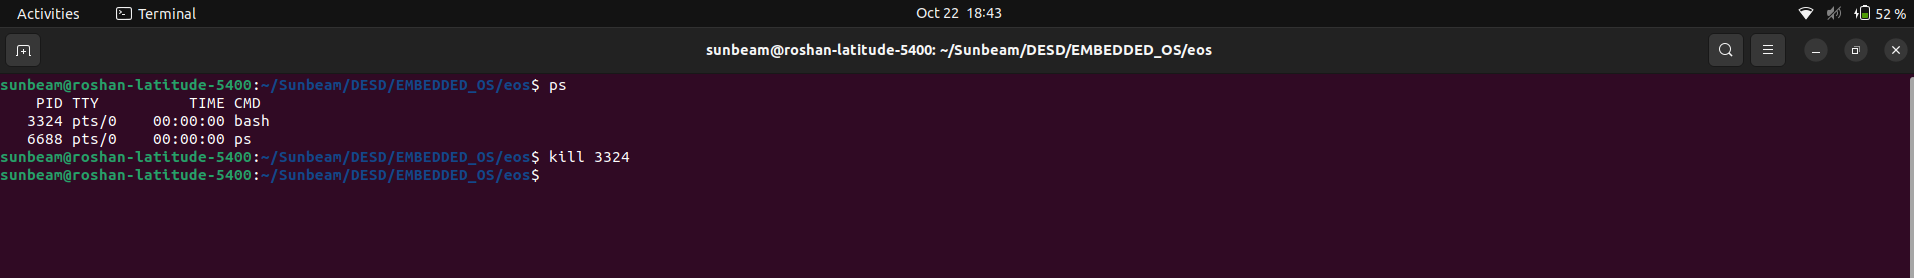 Activities Terminal Oct 22 18:43 52 %
sunbeam@roshan-latitude-5400: ~/Sunbeam/DESD/EMBEDDED_OS/eos
sunbeam@roshan-latitude-5400:~/Sunbeam/DESD/EMBEDDED_OS/eos$ ps
    PID TTY          TIME CMD
   3324 pts/0    00:00:00 bash
   6688 pts/0    00:00:00 ps
sunbeam@roshan-latitude-5400:~/Sunbeam/DESD/EMBEDDED_OS/eos$ kill 3324
sunbeam@roshan-latitude-5400:~/Sunbeam/DESD/EMBEDDED_OS/eos$